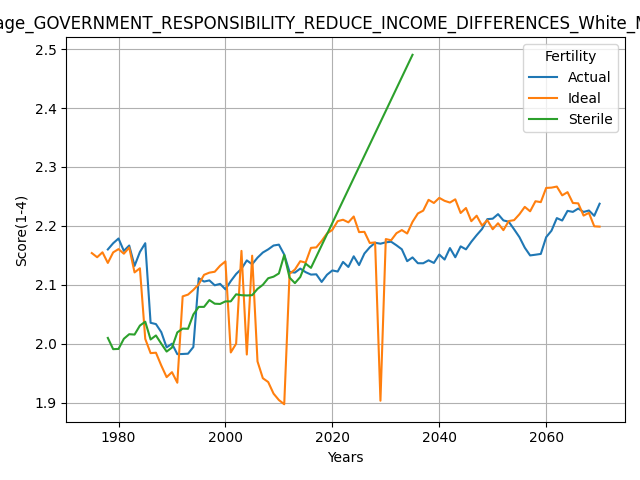 age_GOVERNMENT_RESPONSIBILITY_REDUCE_INCOME_DIFFERENCES_White_
Fertility
Actual
Ideal
Sterile
Score(1-4)
2.5
2.4
2.3
2.2
2.1
2.0
1.9
1980 2000 2020 2040 2060
Years